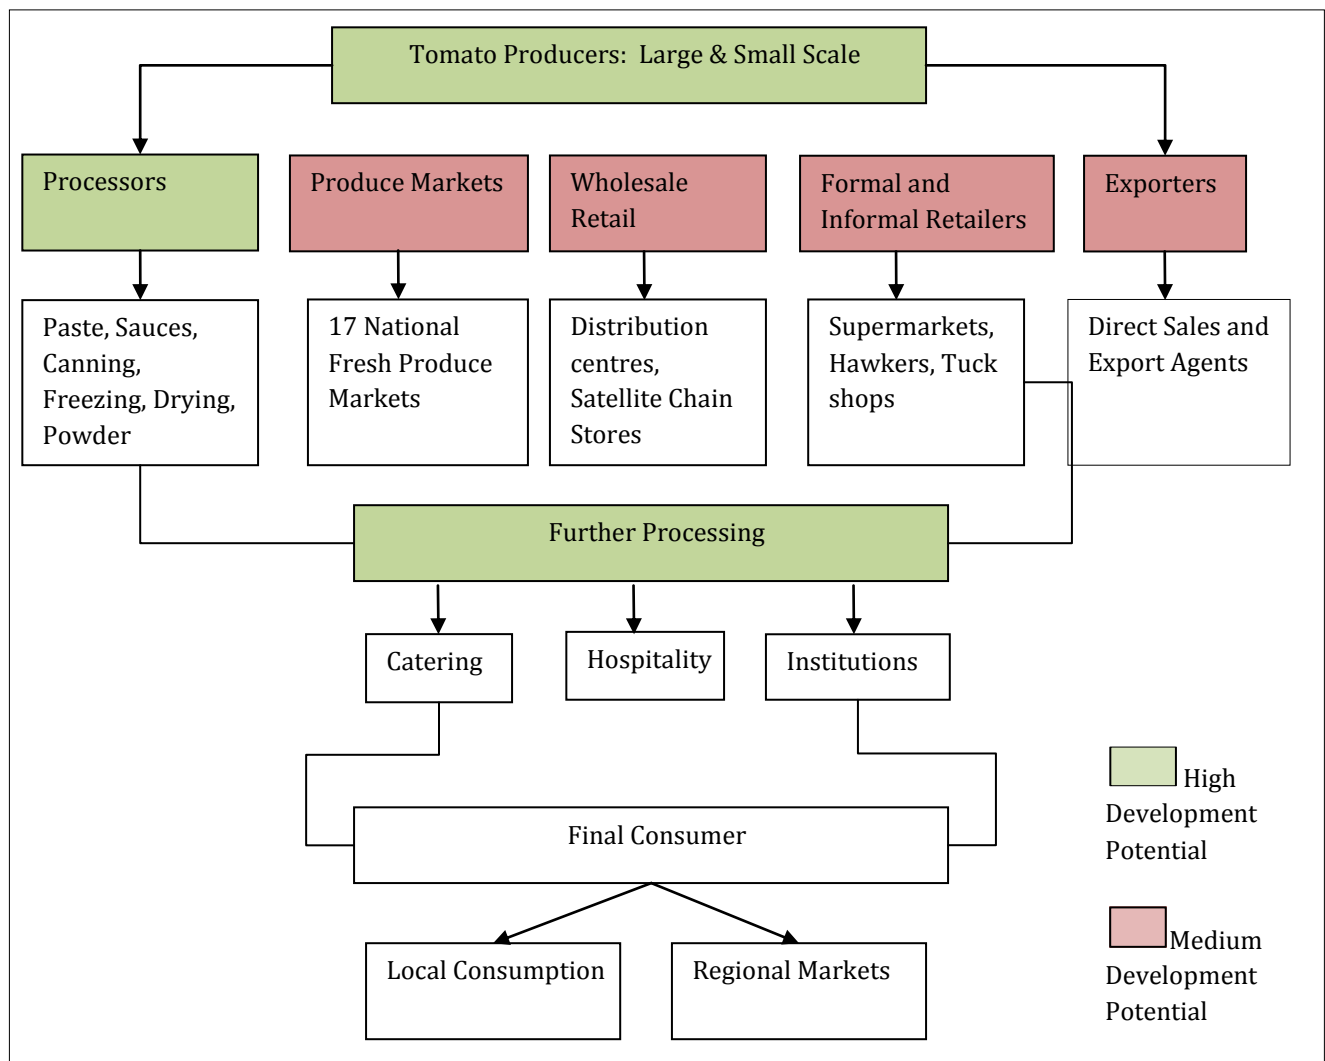 Tomato Producers: Large & Small Scale
Processors
Produce Markets
Wholesale
Retail
Formal and
Informal Retailers
Exporters
Paste, Sauces,
Canning,
Freezing, Drying,
Powder
17 National
Fresh Produce
Markets
Distribution
centres,
Satellite Chain
Stores
Supermarkets,
Hawkers, Tuck
shops
Direct Sales and
Export Agents
Further Processing
Catering
Hospitality
Institutions
High
Development
Potential
Final Consumer
Medium
Development
Potential
Local Consumption
Regional Markets